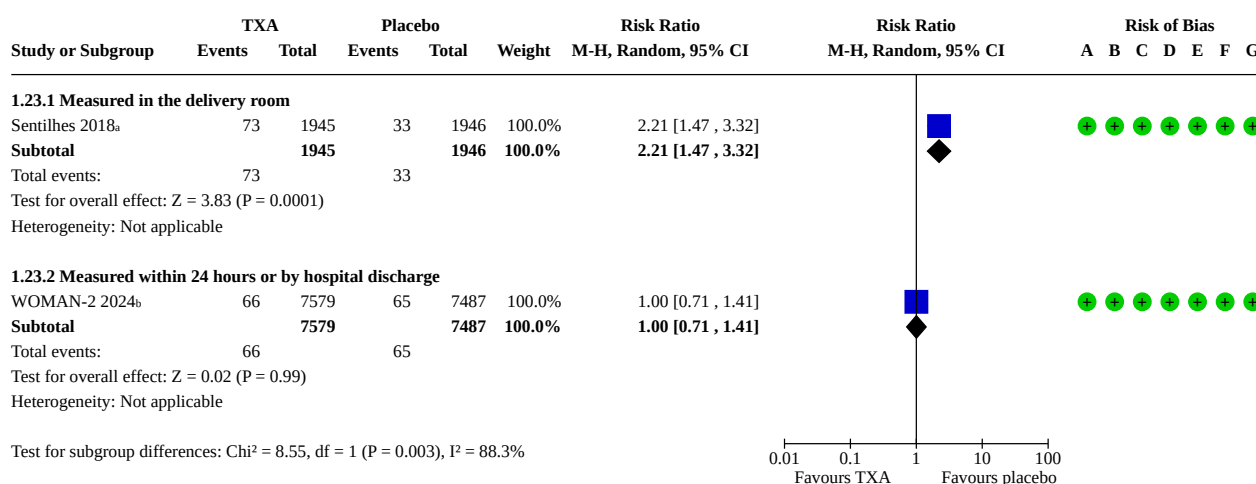 TXA Placebo Risk Ratio Risk Ratio Risk of Bias
Study or Subgroup Events Total Events Total Weight M-H, Random, 95% CI M-H, Random, 95% CI A B C D E F G
1.23.1 Measured in the delivery room
Sentilhes 2018a 73 1945 33 1946 100.0% 2.21 [1.47 , 3.32] + + + + + + +
Subtotal 1945 1946 100.0% 2.21 [1.47 , 3.32]
Total events: 73 33
Test for overall effect: Z = 3.83 (P = 0.0001)
Heterogeneity: Not applicable
1.23.2 Measured within 24 hours or by hospital discharge
WOMAN-2 2024b 66 7579 65 7487 100.0% 1.00 [0.71 , 1.41] + + + + + + +
Subtotal 7579 7487 100.0% 1.00 [0.71 , 1.41]
Total events: 66 65
Test for overall effect: Z = 0.02 (P = 0.99)
Heterogeneity: Not applicable
Test for subgroup differences: Chi² = 8.55, df = 1 (P = 0.003), I² = 88.3%
0.01 0.1 1 10 100
Favours TXA Favours placebo